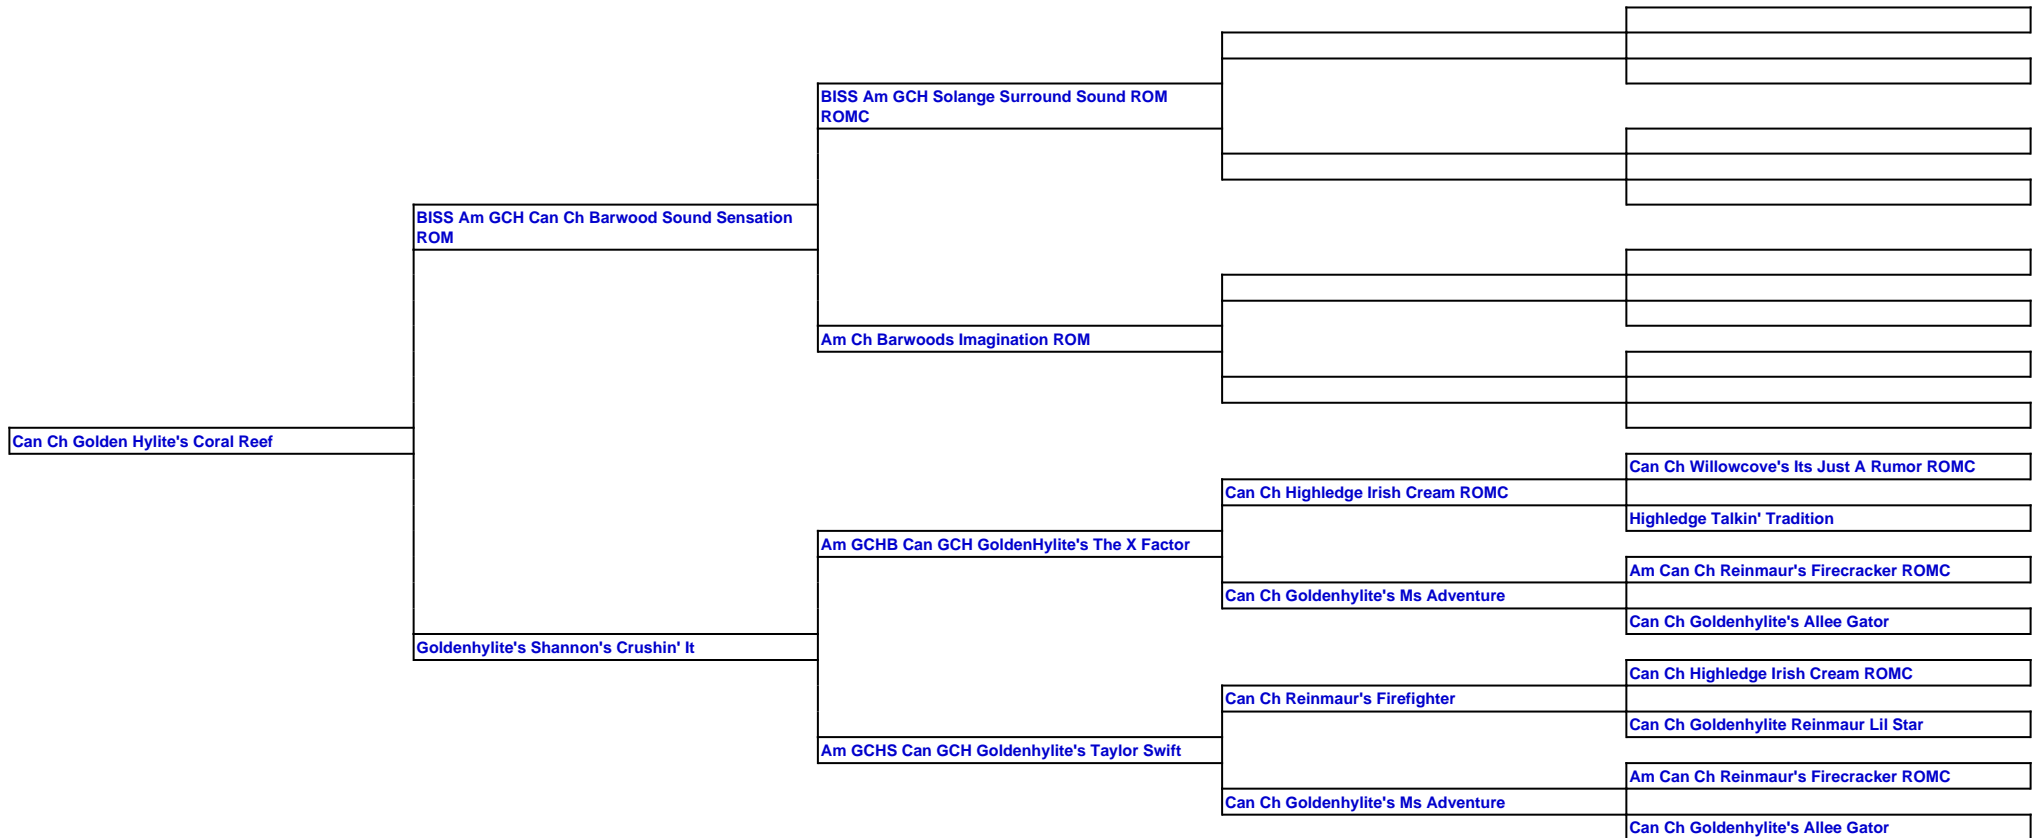 BISS Am GCH Solange Surround Sound ROM
ROMC
BISS Am GCH Can Ch Barwood Sound Sensation
ROM
Am Ch Barwoods Imagination ROM
Can Ch Golden Hylite's Coral Reef
Can Ch Willowcove's Its Just A Rumor ROMC
Can Ch Highledge Irish Cream ROMC
Highledge Talkin' Tradition
Am GCHB Can GCH GoldenHylite's The X Factor
Am Can Ch Reinmaur's Firecracker ROMC
Can Ch Goldenhylite's Ms Adventure
Can Ch Goldenhylite's Allee Gator
Goldenhylite's Shannon's Crushin' It
Can Ch Highledge Irish Cream ROMC
Can Ch Reinmaur's Firefighter
Can Ch Goldenhylite Reinmaur Lil Star
Am GCHS Can GCH Goldenhylite's Taylor Swift
Am Can Ch Reinmaur's Firecracker ROMC
Can Ch Goldenhylite's Ms Adventure
Can Ch Goldenhylite's Allee Gator